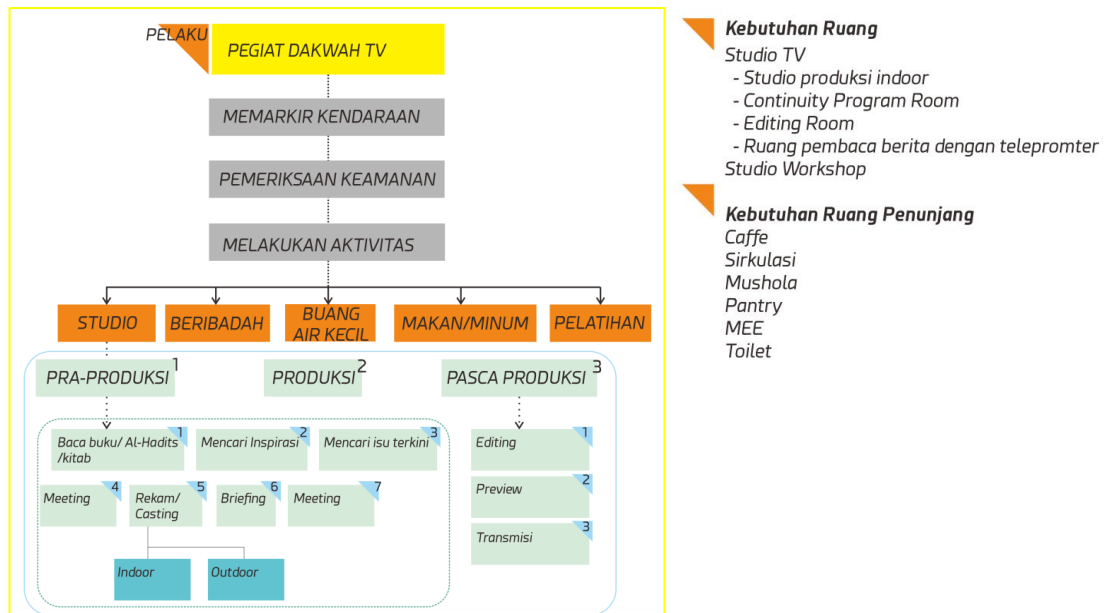 PELAKU
PEGIAT DAKWAH TV
MEMARKIR KENDARAAN
PEMERIKSAAN KEAMANAN
MELAKUKAN AKTIVITAS
STUDIO
BERIBADAH
BUANG
AIR KECIL
MAKAN/MINUM
PELATIHAN
PRA-PRODUKSI 1
PRODUKSI 2
PASCA PRODUKSI 3
Baca buku/ Al-Hadits
/kitab
1
Mencari Inspirasi 2
Mencari isu terkini 3
Meeting 4
Rekam/
Casting
5
Briefing 6
Meeting 7
Indoor
Outdoor
Editing 1
Preview 2
Transmisi 3
Kebutuhan Ruang
Studio TV
- Studio produksi indoor
- Continuity Program Room
- Editing Room
- Ruang pembaca berita dengan telepromter
Studio Workshop
Kebutuhan Ruang Penunjang
Caffe
Sirkulasi
Mushola
Pantry
MEE
Toilet